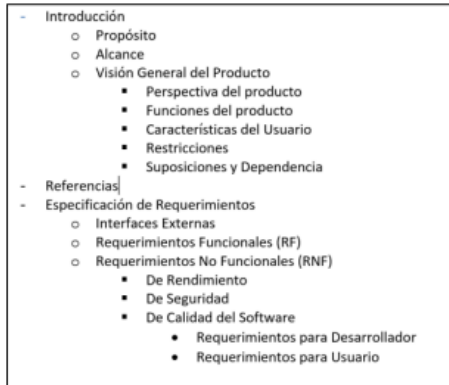 - Introducción
o Propósito
o Alcance
o Visión General del Producto
▪ Perspectiva del producto
▪ Funciones del producto
▪ Características del Usuario
▪ Restricciones
▪ Suposiciones y Dependencia
- Referencias
- Especificación de Requerimientos
o Interfaces Externas
o Requerimientos Funcionales (RF)
o Requerimientos No Funcionales (RNF)
▪ De Rendimiento
▪ De Seguridad
▪ De Calidad del Software
• Requerimientos para Desarrollador
• Requerimientos para Usuario